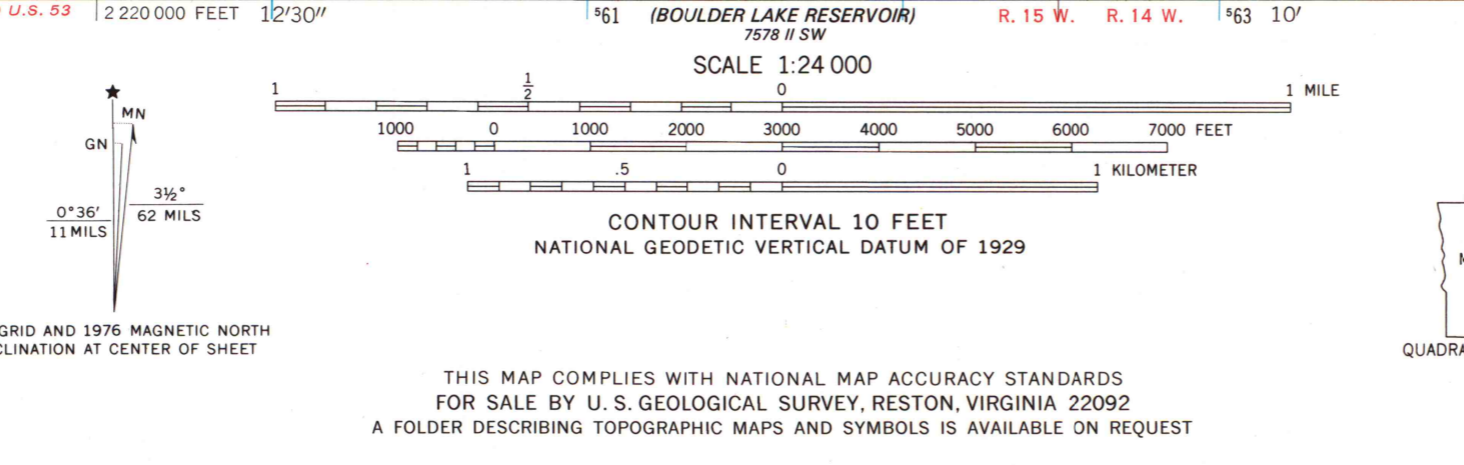 U.S. 53 2 220 000 FEET 12'30" ⁵61 (BOULDER LAKE RESERVOIR) R. 15 W. R. 14 W. ⁵63 10'
7578 II SW
SCALE 1:24 000
1 ½ 0 1 MILE
1000 0 1000 2000 3000 4000 5000 6000 7000 FEET
1 .5 0 1 KILOMETER
CONTOUR INTERVAL 10 FEET
NATIONAL GEODETIC VERTICAL DATUM OF 1929
★
MN
GN
3½°
62 MILS
0°36'
11 MILS
GRID AND 1976 MAGNETIC NORTH
CLINATION AT CENTER OF SHEET
M
QUADRA
THIS MAP COMPLIES WITH NATIONAL MAP ACCURACY STANDARDS
FOR SALE BY U. S. GEOLOGICAL SURVEY, RESTON, VIRGINIA 22092
A FOLDER DESCRIBING TOPOGRAPHIC MAPS AND SYMBOLS IS AVAILABLE ON REQUEST